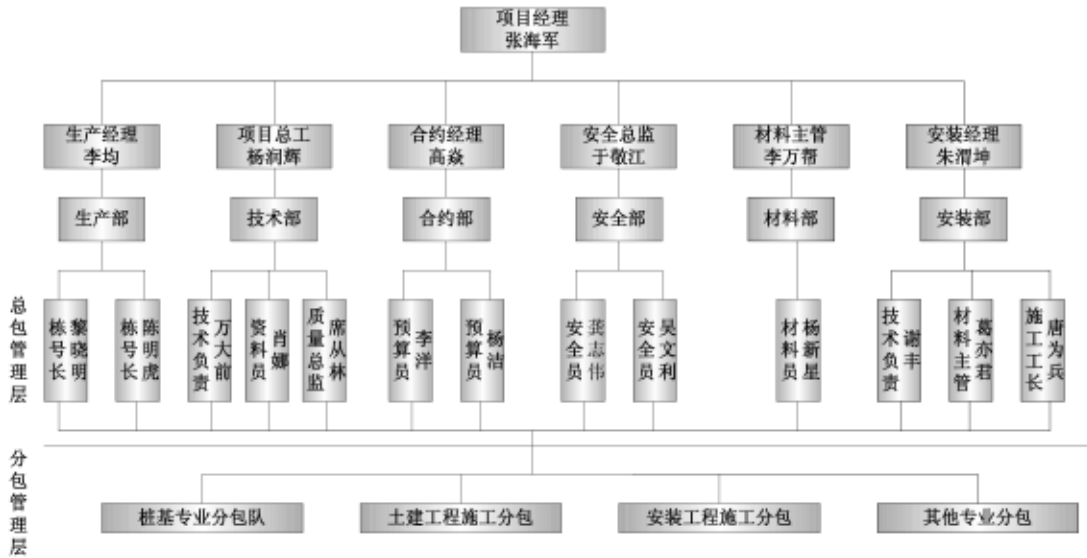 项目经理
张海军
生产经理
李均
项目总工
杨润辉
合约经理
高焱
安全总监
于敬江
材料主管
李万帮
安装经理
朱渭坤
生产部
技术部
合约部
安全部
材料部
安装部
总包管理层
栋号长
黎晓明
栋号长
陈明虎
技术负责
万大前
资料员
肖娜
质量总监
席从林
预算员
李洋
预算员
杨洁
安全员
龚志伟
安全员
吴文利
材料员
杨新星
技术负责
谢丰
材料主管
葛亦君
施工工长
唐为兵
分包管理层
桩基专业分包队
土建工程施工分包
安装工程施工分包
其他专业分包